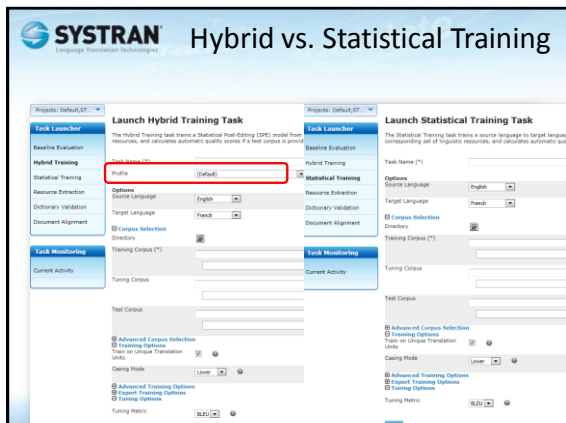 SYSTRAN
Language Translation Technologies
Hybrid vs. Statistical Training
Projects: Default,ST...
Task Launcher
Baseline Evaluation
Hybrid Training
Statistical Training
Resource Extraction
Dictionary Validation
Document Alignment
Task Monitoring
Current Activity
Launch Hybrid Training Task
The Hybrid Training task trains a Statistical Post-Editing (SPE) model from
resources, and calculates automatic quality scores if a test corpus is provid
Task Name (*)
Profile (Default)
Options
Source Language English
Target Language French
Corpus Selection
Directory
Training Corpus (*)
Tuning Corpus
Test Corpus
Advanced Corpus Selection
Training Options
Train on Unique Translation
Units
Casing Mode Lower
Advanced Training Options
Expert Training Options
Tuning Options
Tuning Metric BLEU
Projects: Default,ST...
Task Launcher
Baseline Evaluation
Hybrid Training
Statistical Training
Resource Extraction
Dictionary Validation
Document Alignment
Task Monitoring
Current Activity
Launch Statistical Training Task
The Statistical Training task trains a source language to target languag
corresponding set of linguistic resources, and calculates automatic qua
Task Name (*)
Options
Source Language English
Target Language French
Corpus Selection
Directory
Training Corpus (*)
Tuning Corpus
Test Corpus
Advanced Corpus Selection
Training Options
Train on Unique Translation
Units
Casing Mode Lower
Advanced Training Options
Expert Training Options
Tuning Options
Tuning Metric BLEU